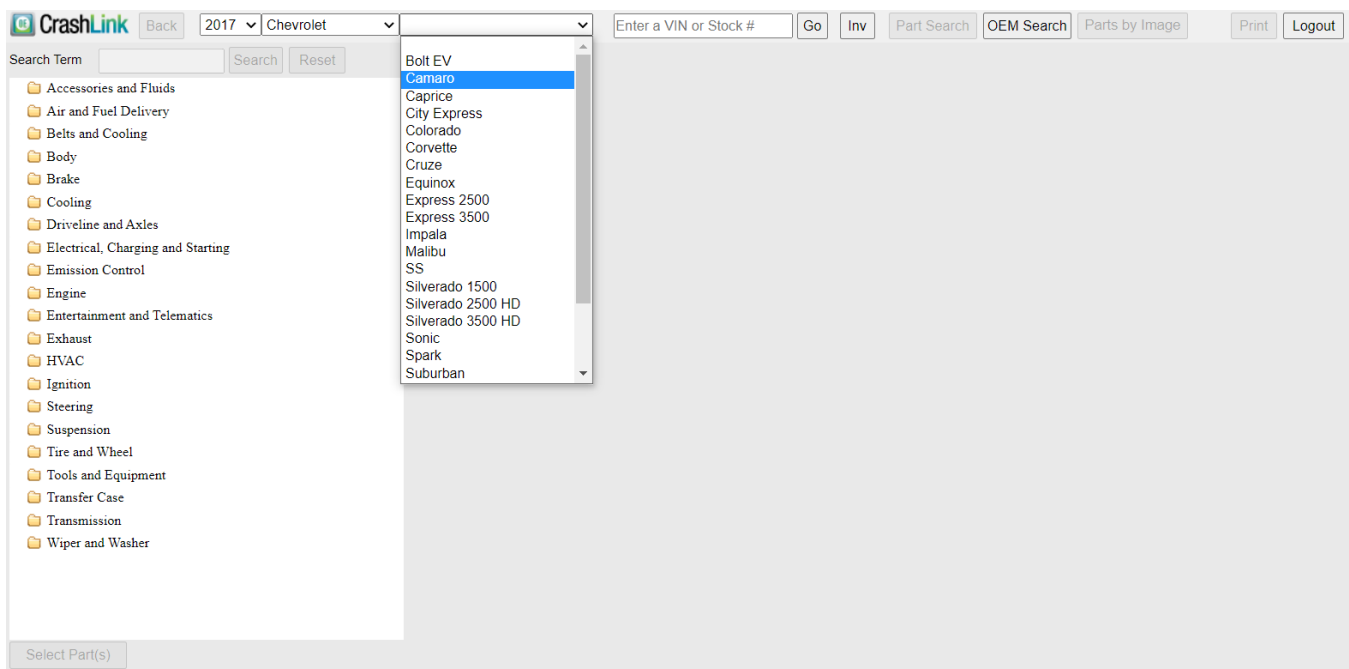 OE CrashLink Back 2017 Chevrolet Enter a VIN or Stock # Go Inv Part Search OEM Search Parts by Image Print Logout
Search Term Search Reset
Accessories and Fluids
Air and Fuel Delivery
Belts and Cooling
Body
Brake
Cooling
Driveline and Axles
Electrical, Charging and Starting
Emission Control
Engine
Entertainment and Telematics
Exhaust
HVAC
Ignition
Steering
Suspension
Tire and Wheel
Tools and Equipment
Transfer Case
Transmission
Wiper and Washer
Bolt EV
Camaro
Caprice
City Express
Colorado
Corvette
Cruze
Equinox
Express 2500
Express 3500
Impala
Malibu
SS
Silverado 1500
Silverado 2500 HD
Silverado 3500 HD
Sonic
Spark
Suburban
Select Part(s)